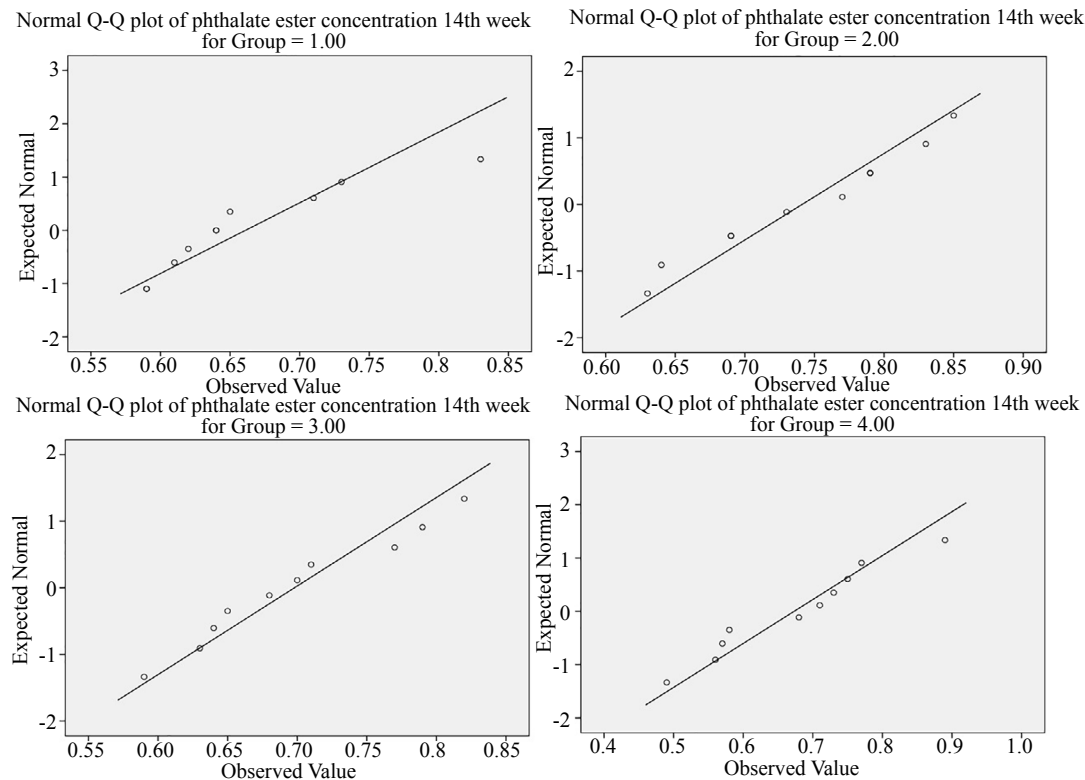 Normal Q-Q plot of phthalate ester concentration 14th week
for Group = 1.00
3
2
1
0
-1
-2
Expected Normal
0.55 0.60 0.65 0.70 0.75 0.80 0.85
Observed Value
Normal Q-Q plot of phthalate ester concentration 14th week
for Group = 2.00
2
1
0
-1
-2
Expected Normal
0.60 0.65 0.70 0.75 0.80 0.85 0.90
Observed Value
Normal Q-Q plot of phthalate ester concentration 14th week
for Group = 3.00
2
1
0
-1
-2
Expected Normal
0.55 0.60 0.65 0.70 0.75 0.8 0.85
Observed Value
Normal Q-Q plot of phthalate ester concentration 14th week
for Group = 4.00
3
2
1
0
-1
-2
Expected Normal
0.4 0.5 0.6 0.7 0.8 0.9 1.0
Observed Value